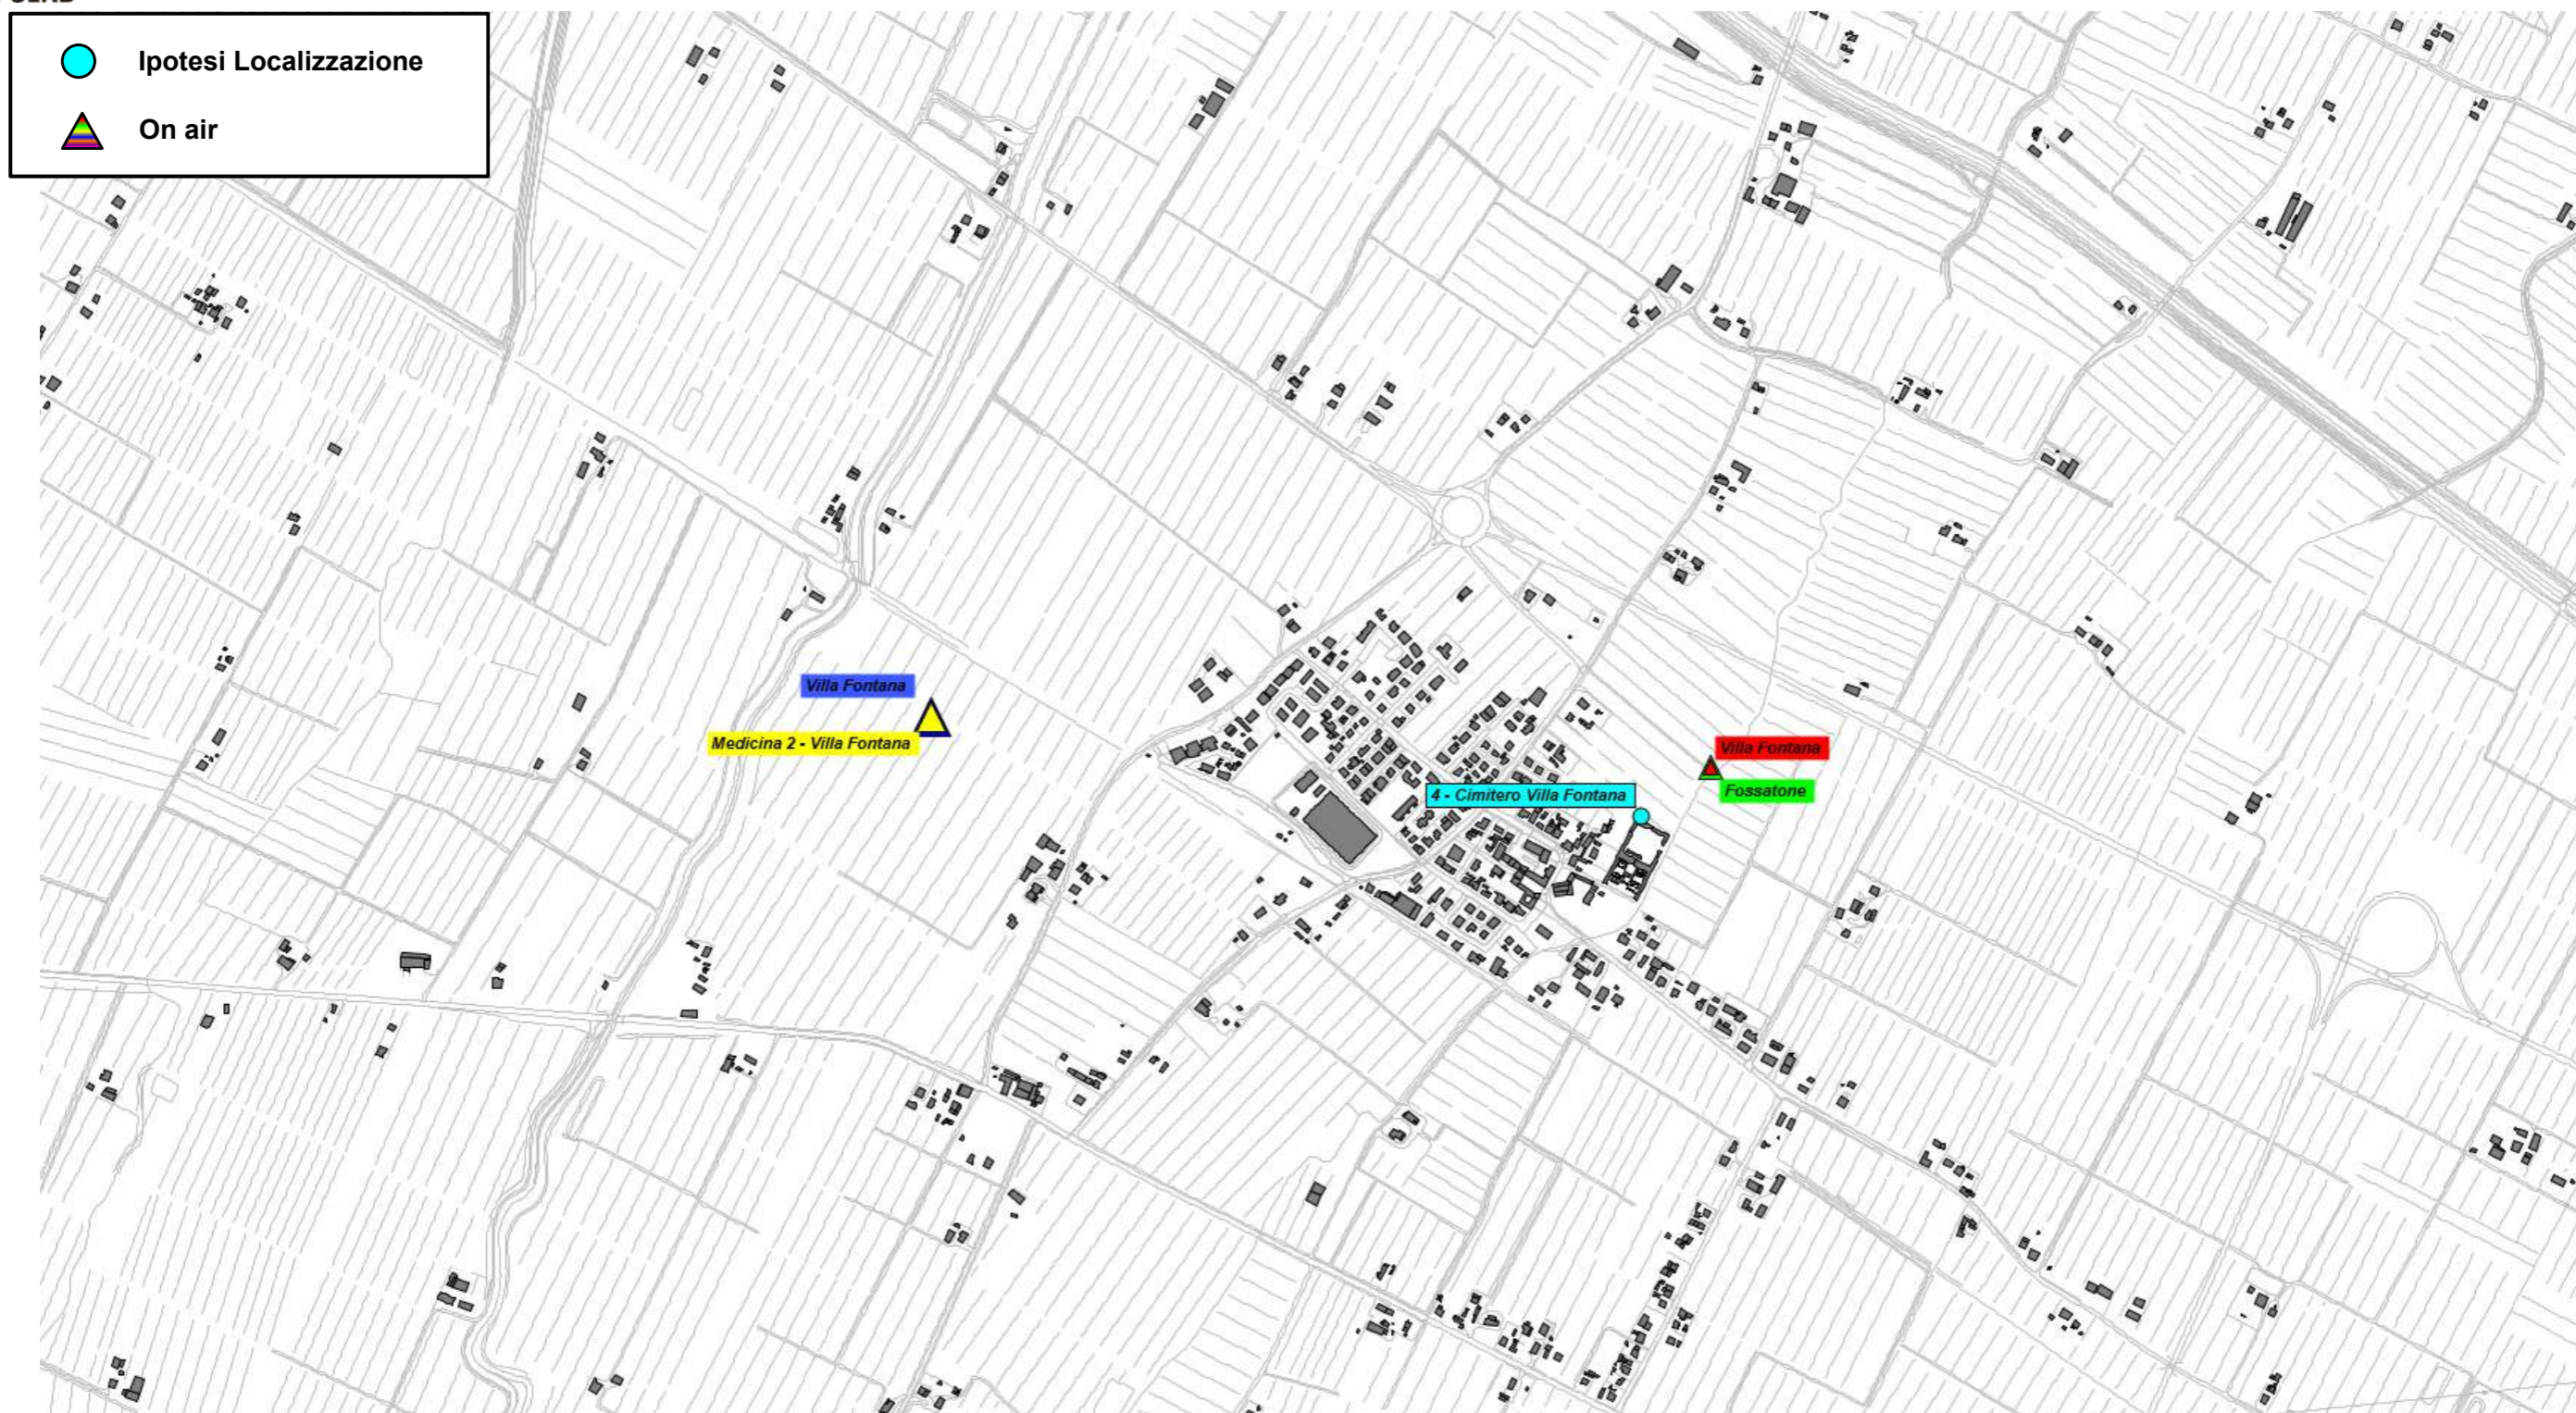 Ipotesi Localizzazione
On air
Villa Fontana
Medicina 2 - Villa Fontana
Villa Fontana
4 - Cimitero Villa Fontana
Fossatone